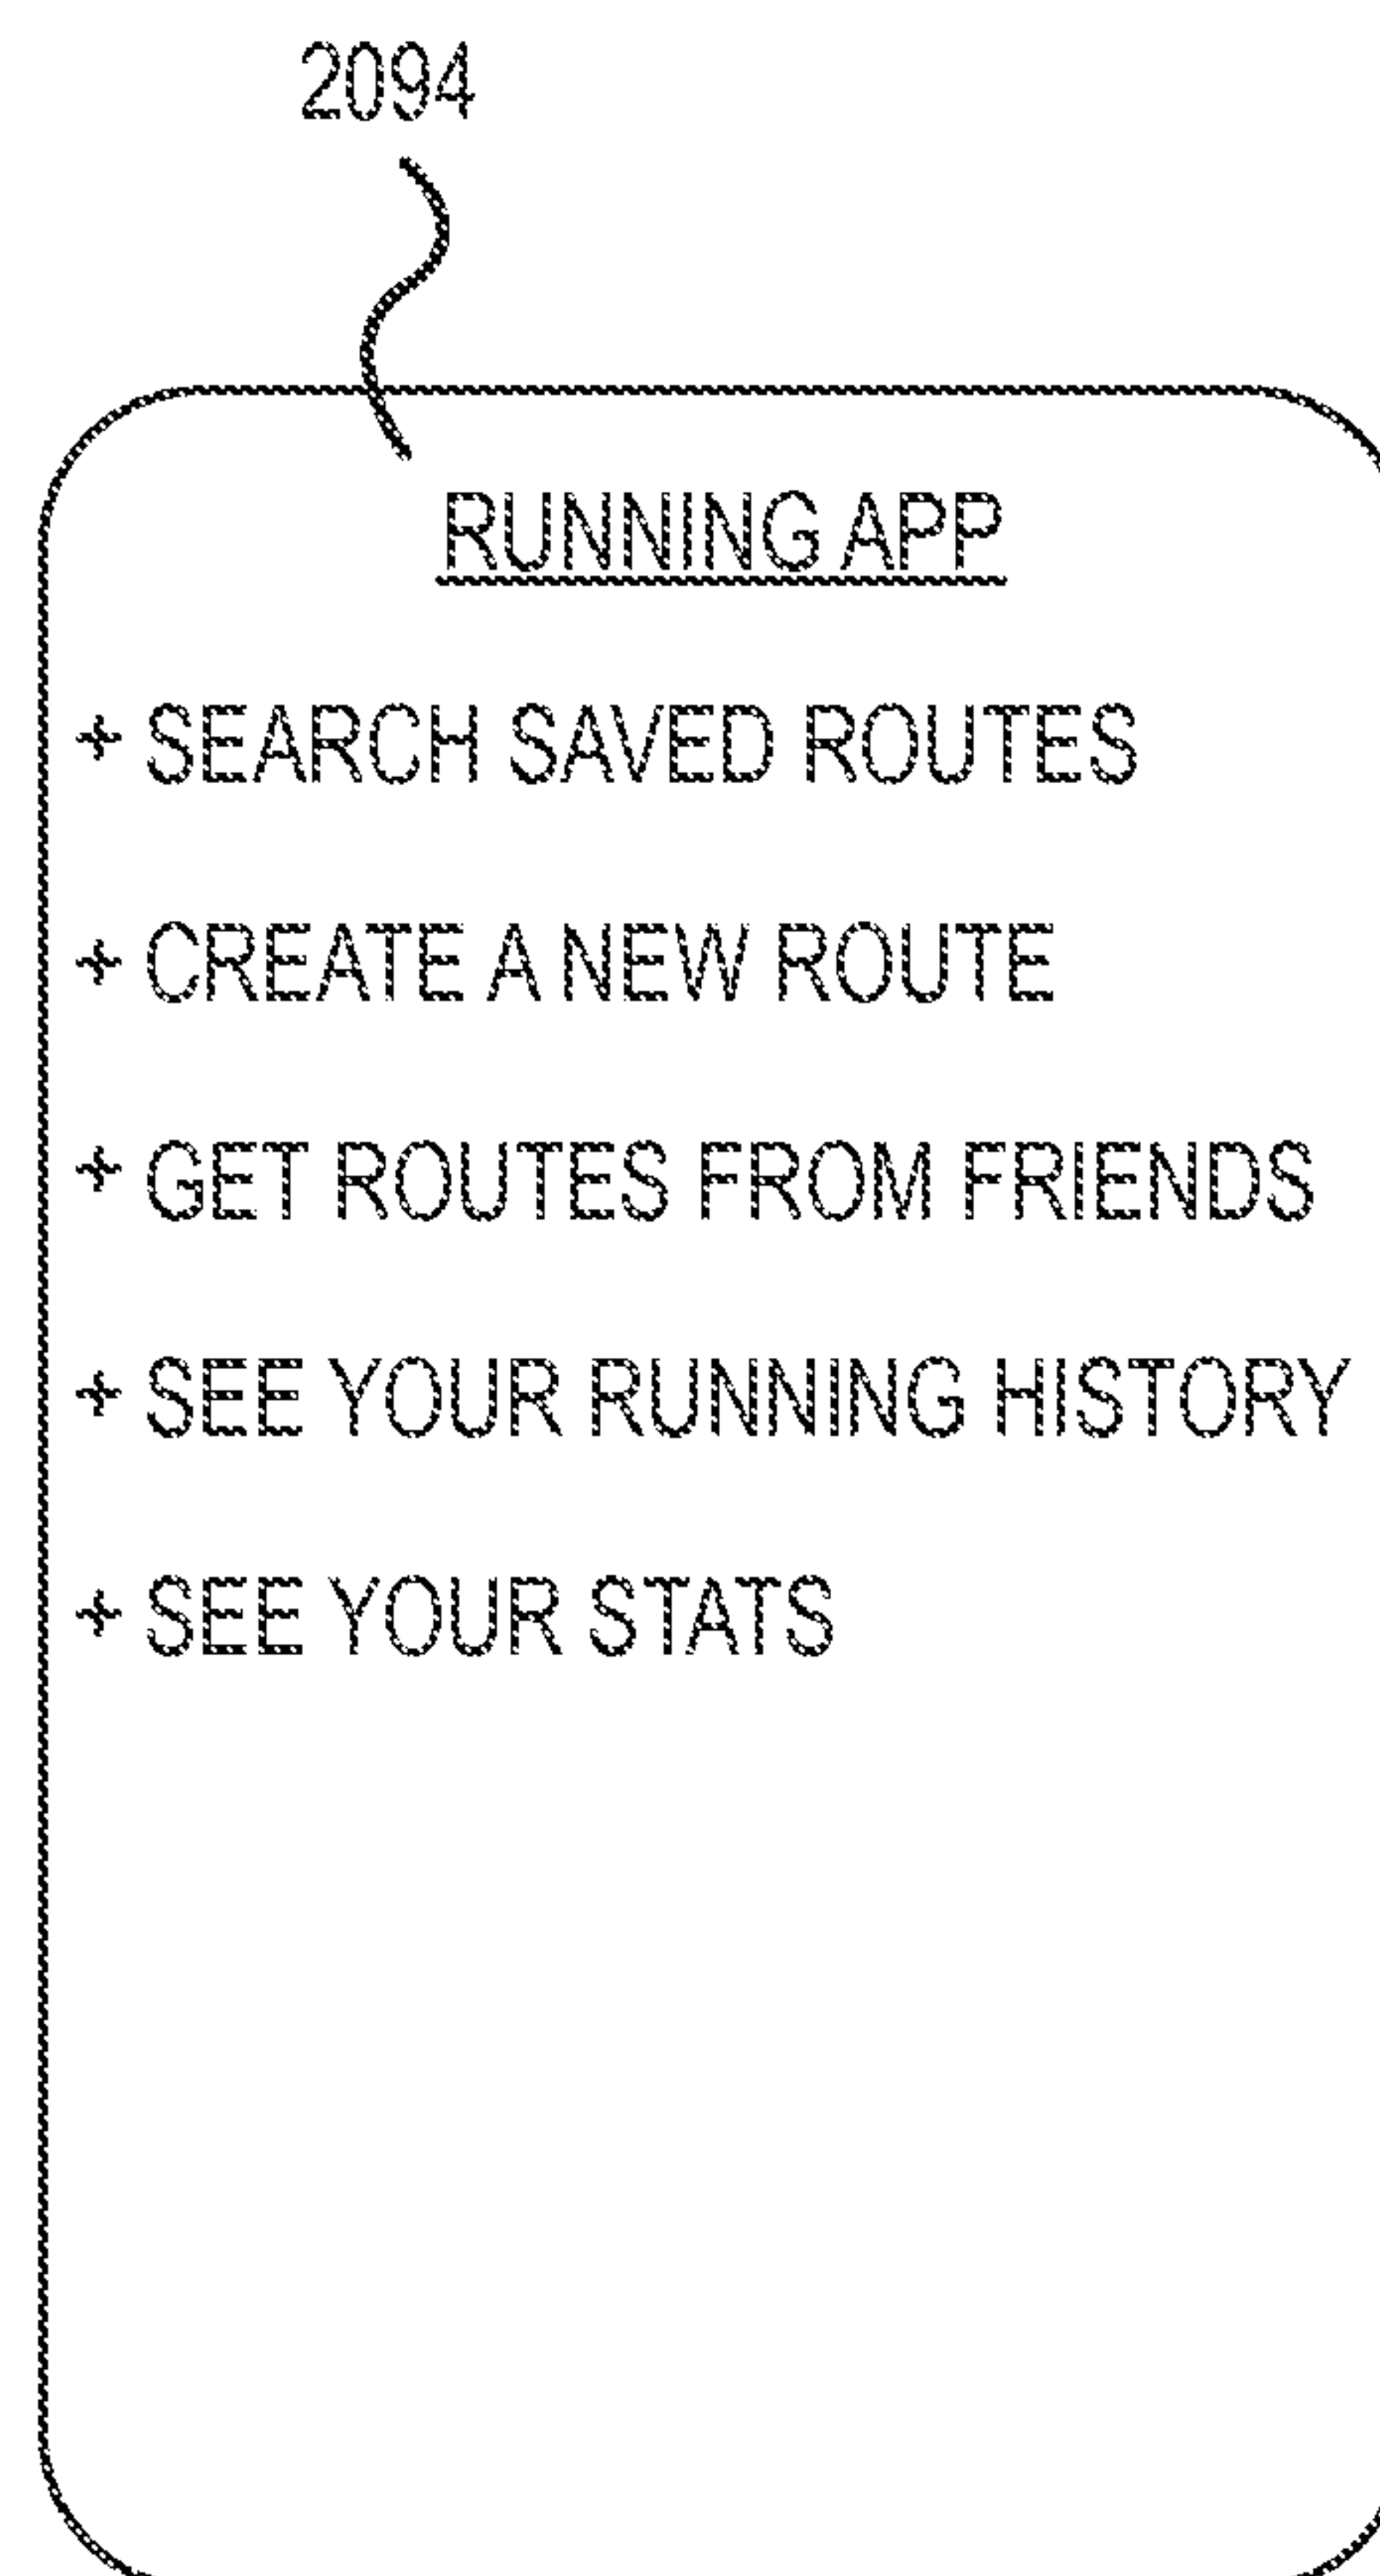 2094
RUNNING APP
+ SEARCH SAVED ROUTES
+ CREATE A NEW ROUTE
+ GET ROUTES FROM FRIENDS
+ SEE YOUR RUNNING HISTORY
+ SEE YOUR STATS